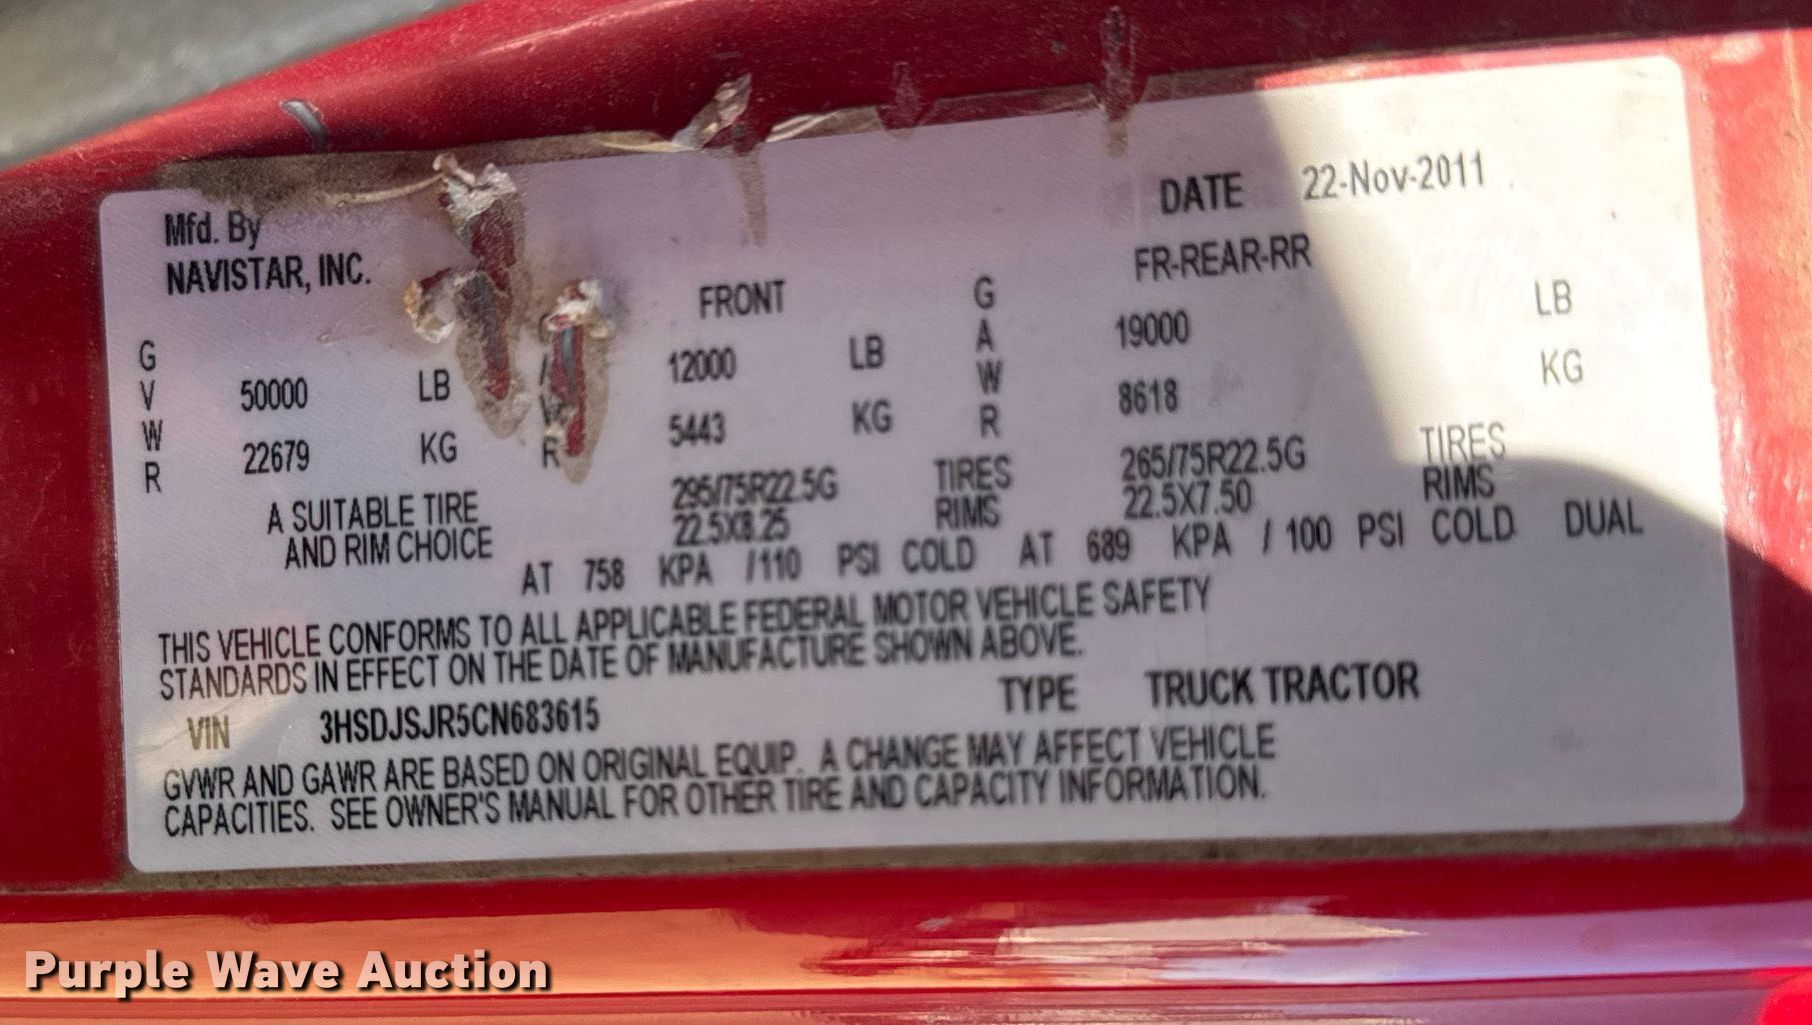 Mfd. By
NAVISTAR, INC.
DATE 22-Nov-2011
FRONT
FR-REAR-RR
GVWR 50000 LB
22679 KG
R
12000 LB
5443 KG
GAWR 19000 LB
8618 KG
A SUITABLE TIRE
AND RIM CHOICE
295/75R22.5G TIRES 265/75R22.5G TIRES
22.5X8.25 RIMS 22.5X7.50 RIMS
AT 758 KPA /110 PSI COLD AT 689 KPA / 100 PSI COLD DUAL
THIS VEHICLE CONFORMS TO ALL APPLICABLE FEDERAL MOTOR VEHICLE SAFETY
STANDARDS IN EFFECT ON THE DATE OF MANUFACTURE SHOWN ABOVE.
VIN 3HSDJSJR5CN683615 TYPE TRUCK TRACTOR
GVWR AND GAWR ARE BASED ON ORIGINAL EQUIP. A CHANGE MAY AFFECT VEHICLE
CAPACITIES. SEE OWNER'S MANUAL FOR OTHER TIRE AND CAPACITY INFORMATION.
Purple Wave Auction